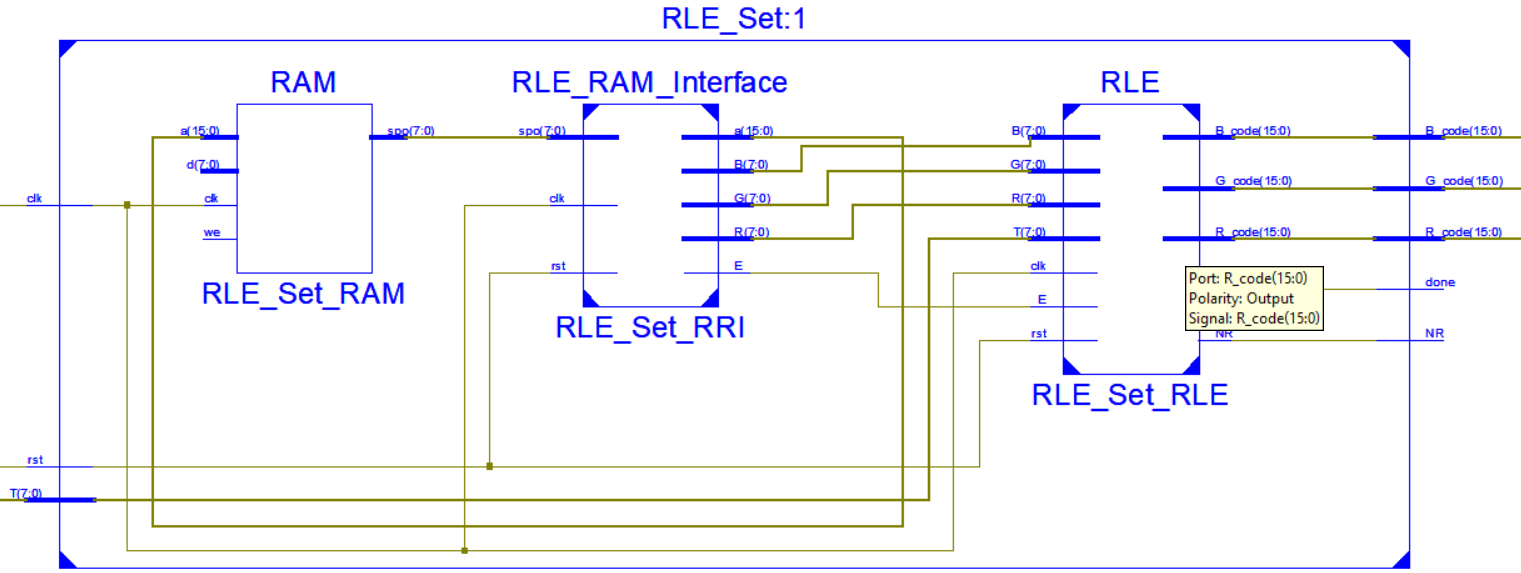 RLE_Set:1
RAM
RLE_RAM_Interface
RLE
a(15:0)
spo(7:0)
spo(7:0)
a(15:0)
B(7:0)
B_code(15:0)
B_code(15:0)
d(7:0)
B(7:0)
G(7:0)
G_code(15:0)
G_code(15:0)
clk
clk
clk
G(7:0)
R(7:0)
we
R(7:0)
T(7:0)
R_code(15:0)
R_code(15:0)
rst
E
clk
RLE_Set_RAM
Port: R_code(15:0)
Polarity: Output
Signal: R_code(15:0)
done
E
RLE_Set_RRI
rst
NR
NR
RLE_Set_RLE
rst
T(7:0)